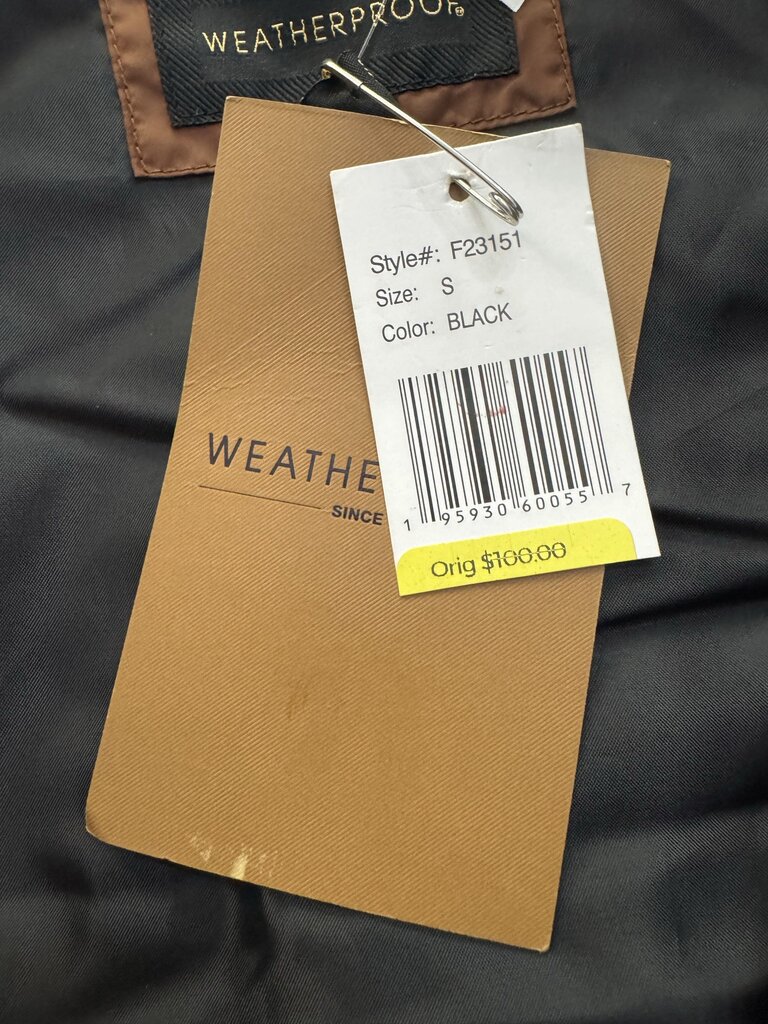 WEATHERPROOF®
Style#: F23151
Size: S
Color: BLACK
WEATHE
SINCE
1 95930 60055 7
Orig $100.00